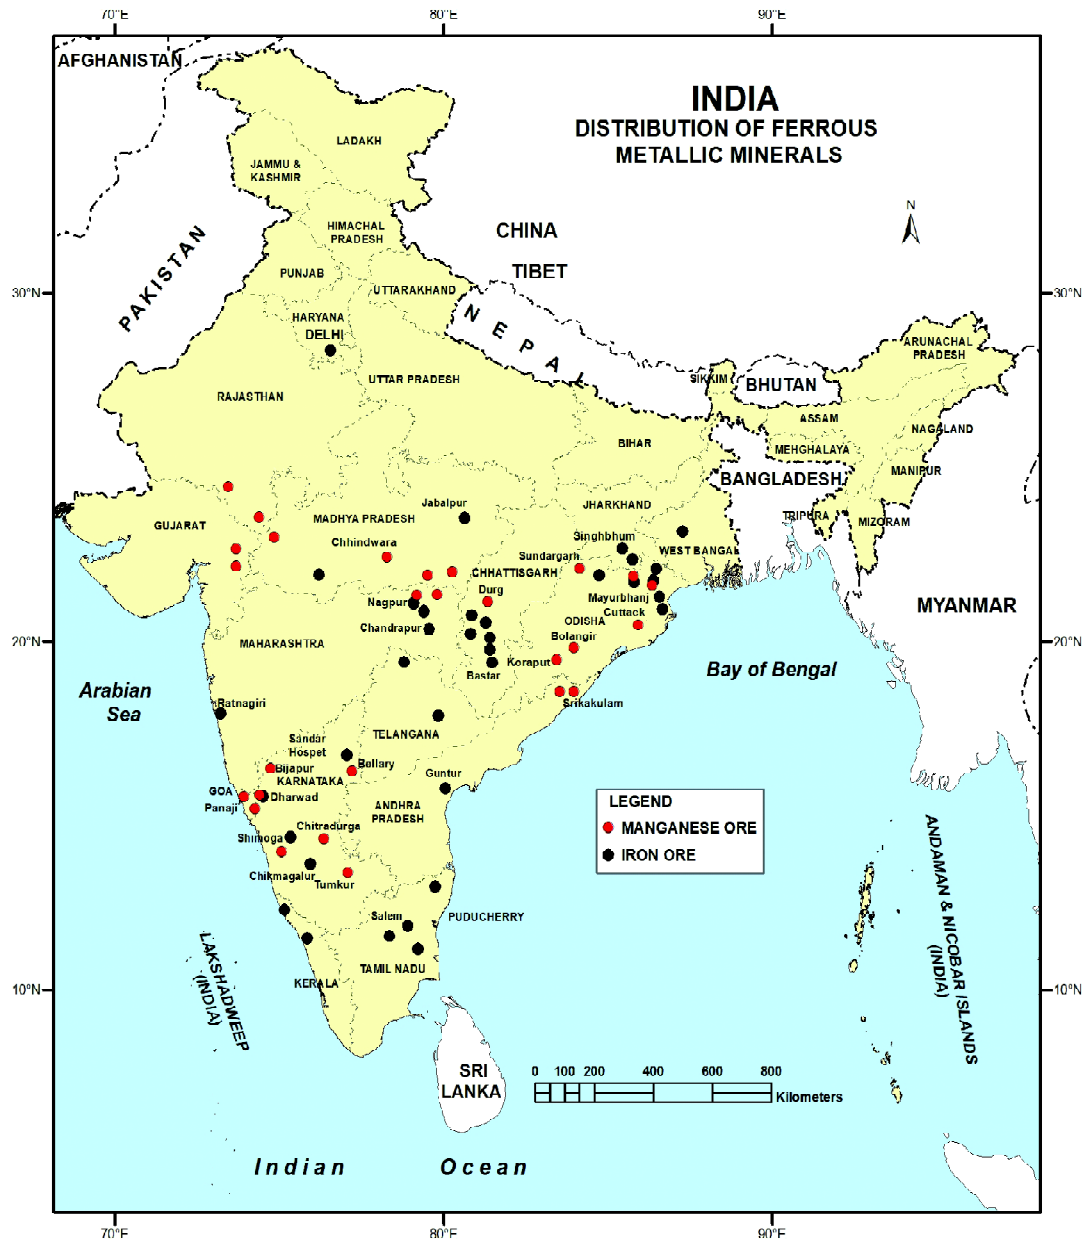 70°E 80°E 90°E
AFGHANISTAN
INDIA
DISTRIBUTION OF FERROUS
METALLIC MINERALS
LADAKH
JAMMU &
KASHMIR
N
HIMACHAL
PRADESH
CHINA
TIBET
PAKISTAN
PUNJAB
UTTARAKHAND
30°N 30°N
NEPAL
HARYANA
DELHI
ARUNACHAL
PRADESH
UTTAR PRADESH
SIKKIM
BHUTAN
RAJASTHAN
ASSAM
NAGALAND
BIHAR
MEHGHALAYA
MANIPUR
BANGLADESH
Jabalpur
JHARKHAND
TRIPURA
MIZORAM
GUJARAT
MADHYA PRADESH
Singhbhum
Chhindwara
WEST BANGAL
Sundargarh
CHHATTISGARH
Durg
Nagpur
Mayurbhanj
MYANMAR
Cuttack
Chandrapur
ODISHA
Bolangir
20°N 20°N
MAHARASHTRA
Koraput
Bastar
Bay of Bengal
Arabian
Sea
Ratnagiri
Srikakulam
TELANGANA
Sandar
Hospet
Bijapur
Bellary
Guntur
KARNATAKA
GOA
Dharwad
Panaji
ANDHRA
PRADESH
LEGEND
MANGANESE ORE
IRON ORE
Chitradurga
Shimoga
Chikmagalur
Tumkur
Salem
PUDUCHERRY
ANDAMAN & NICOBAR ISLANDS
(INDIA)
LAKSHADWEEP
(INDIA)
TAMIL NADU
KERALA
10°N 10°N
SRI
LANKA
0 100 200 400 600 800
Kilometers
Indian Ocean
70°E 80°E 90°E